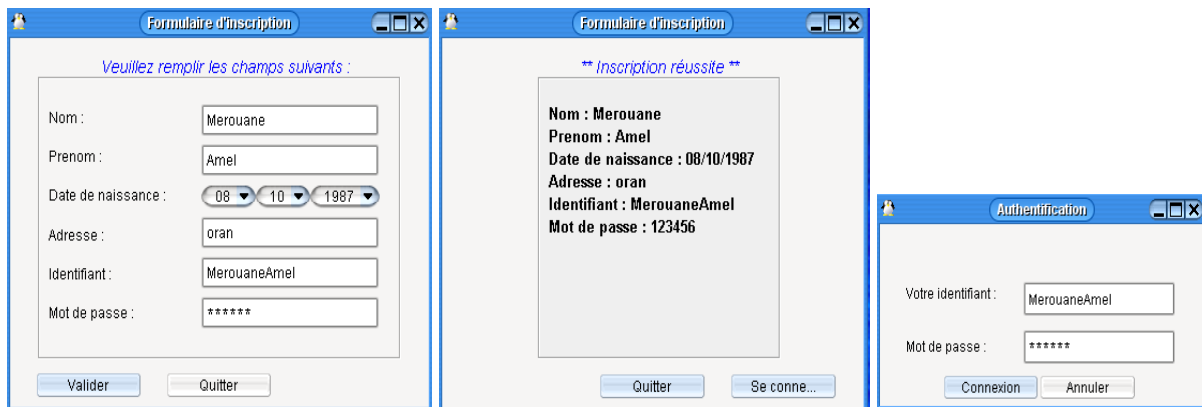 Formulaire d'inscription
Veuillez remplir les champs suivants :
Nom : Merouane
Prenom : Amel
Date de naissance : 08 10 1987
Adresse : oran
Identifiant : MerouaneAmel
Mot de passe : ******
Valider Quitter
Formulaire d'inscription
** Inscription réussite **
Nom : Merouane
Prenom : Amel
Date de naissance : 08/10/1987
Adresse : oran
Identifiant : MerouaneAmel
Mot de passe : 123456
Quitter Se conne...
Authentification
Votre identifiant : MerouaneAmel
Mot de passe : ******
Connexion Annuler